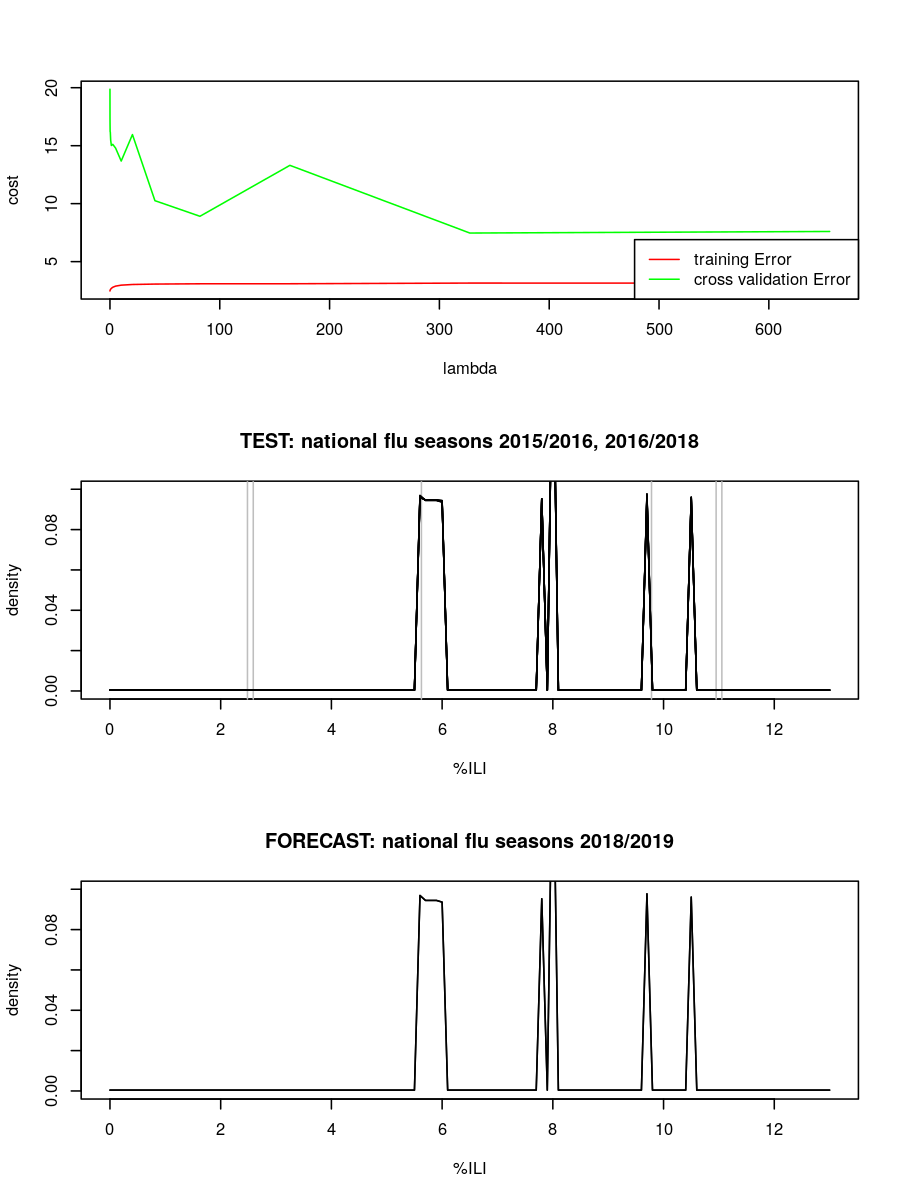 20
15
10
5
cost
training Error
cross validation Error
0 100 200 300 400 500 600
lambda
TEST: national flu seasons 2015/2016, 2016/2018
0.08
0.04
0.00
density
0 2 4 6 8 10 12
%ILI
FORECAST: national flu seasons 2018/2019
0.08
0.04
0.00
density
0 2 4 6 8 10 12
%ILI